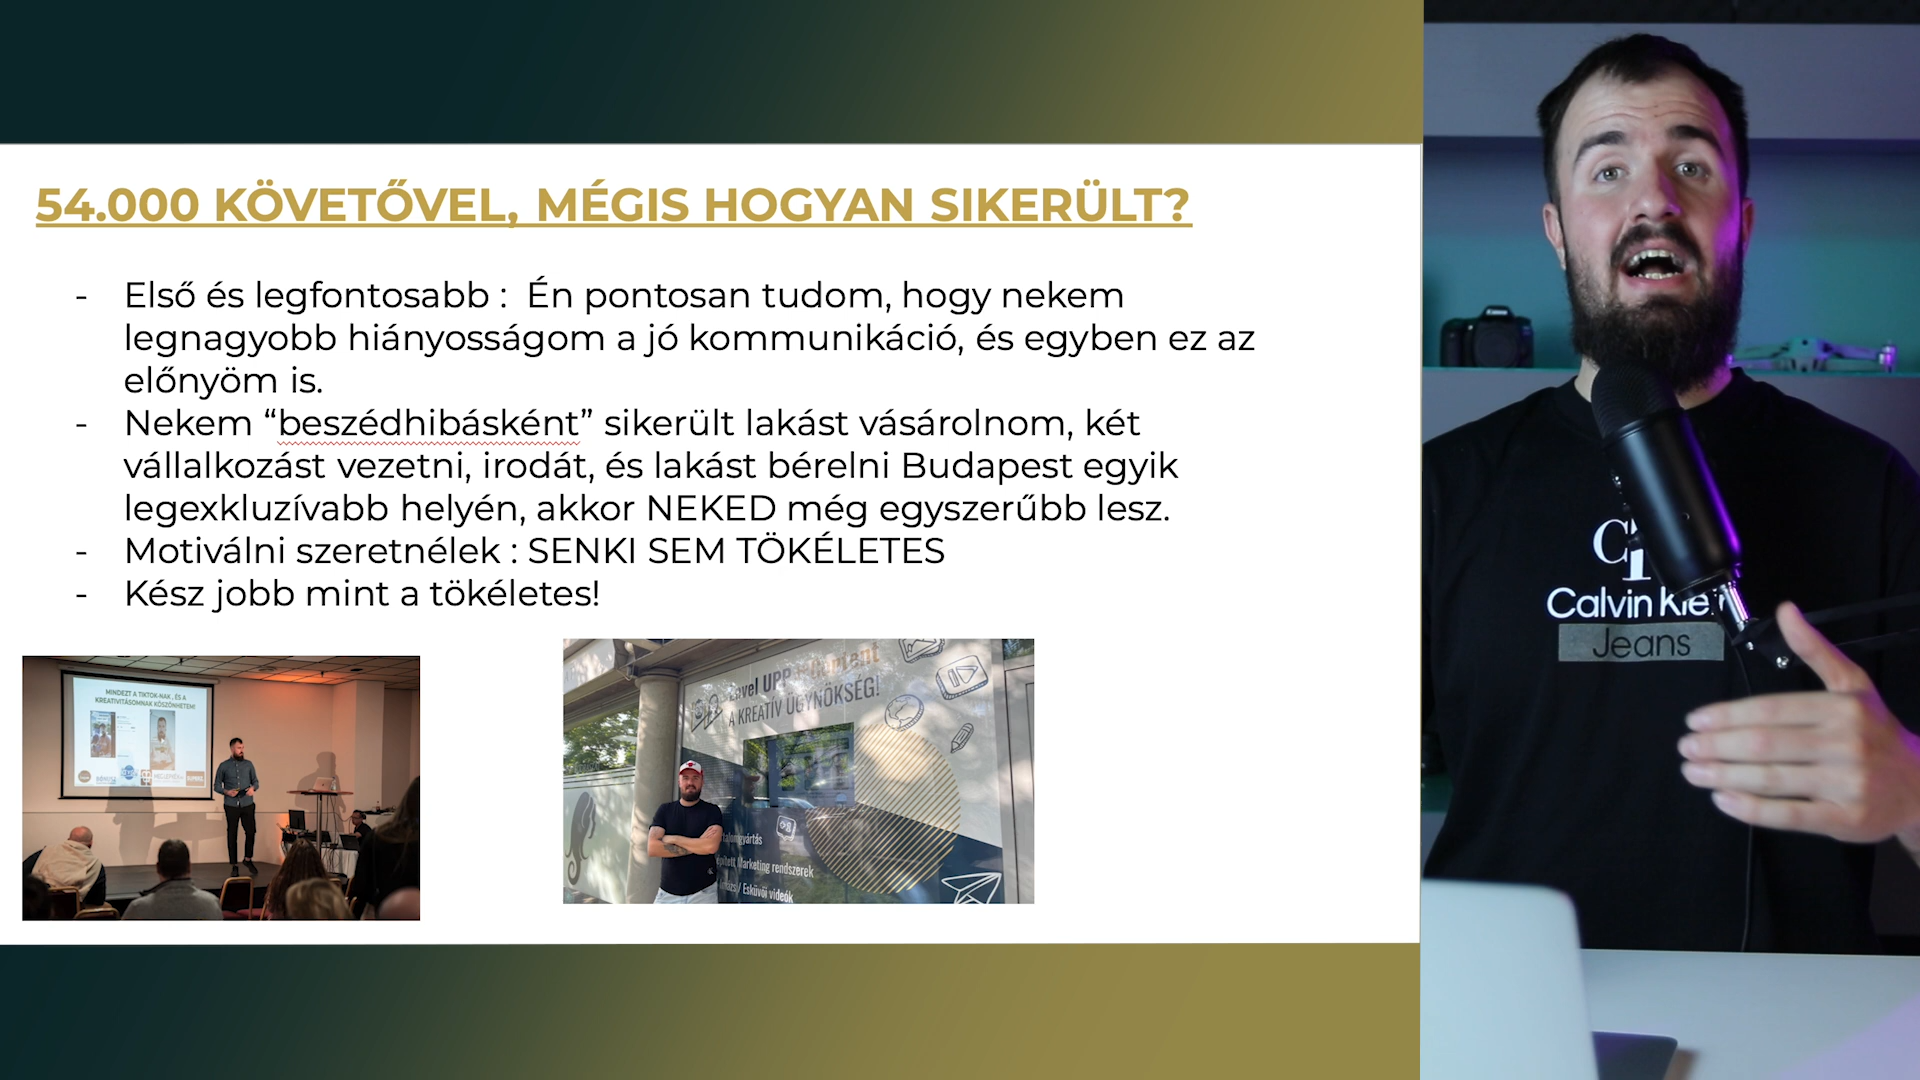 54.000 KÖVETŐVEL, MÉGIS HOGYAN SIKERÜLT?
- Első és legfontosabb :  Én pontosan tudom, hogy nekem
legnagyobb hiányosságom a jó kommunikáció, és egyben ez az
előnyöm is.
- Nekem “beszédhibásként” sikerült lakást vásárolnom, két
vállalkozást vezetni, irodát, és lakást bérelni Budapest egyik
legexkluzívabb helyén, akkor NEKED még egyszerűbb lesz.
- Motiválni szeretnélek : SENKI SEM TÖKÉLETES
- Kész jobb mint a tökéletes!
MINDEZT A TIKTOK-NAK , ÉS A
KREATIVITÁSOMNAK KÖSZÖNHETEM!
Level UPP
A KREATÍV ÜGYNÖKSÉG!
Marketing rendszerek
/ Esküvői videók
Calvin Klein
Jeans